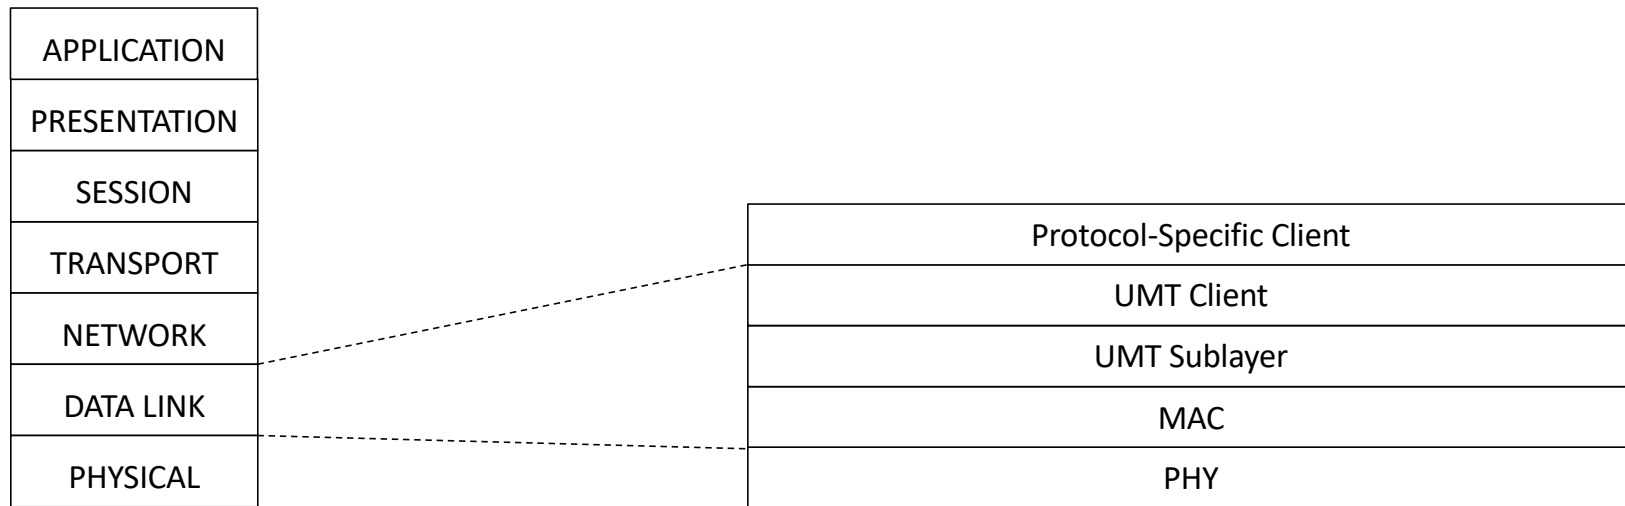 APPLICATION
PRESENTATION
SESSION
TRANSPORT
NETWORK
DATA LINK
PHYSICAL
Protocol-Specific Client
UMT Client
UMT Sublayer
MAC
PHY